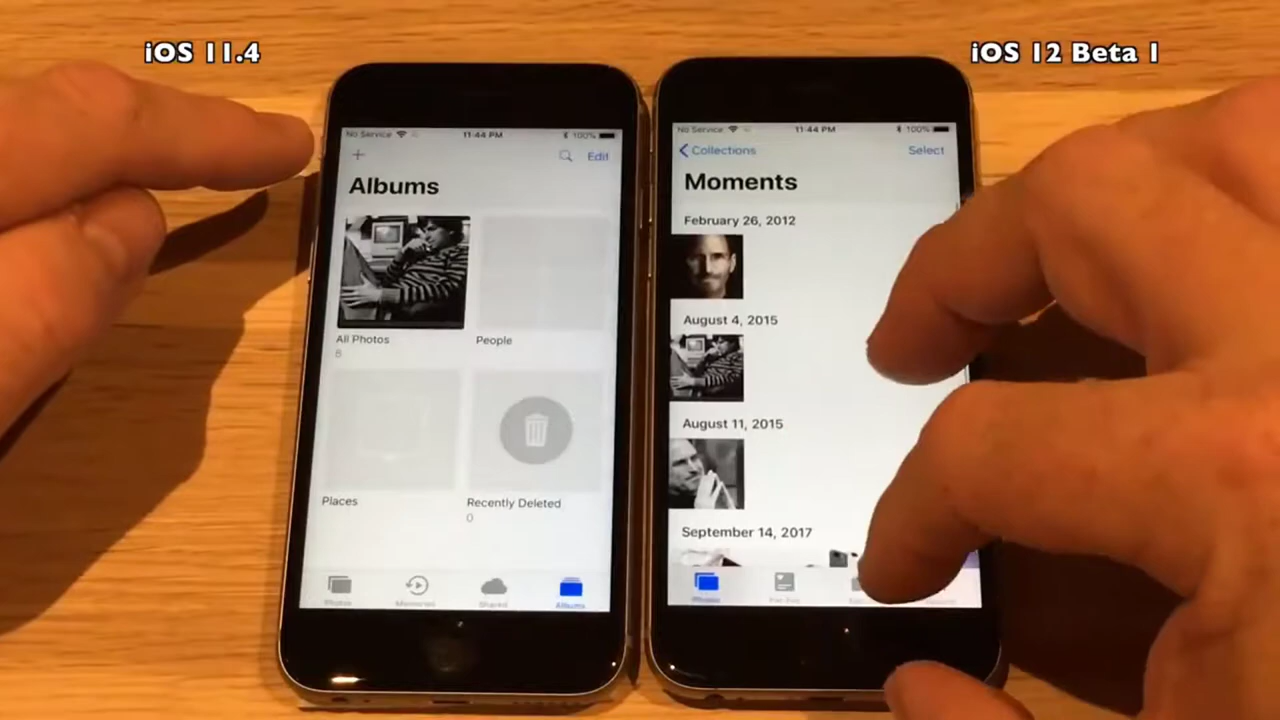 iOS 11.4
iOS 12 Beta 1
No Service
11:44 PM
100%
Edit
Albums
All Photos
8
People
Places
Recently Deleted
0
Photos
Memories
Shared
Albums
No Service
11:44 PM
100%
Collections
Select
Moments
February 26, 2012
August 4, 2015
August 11, 2015
September 14, 2017
Photos
For You